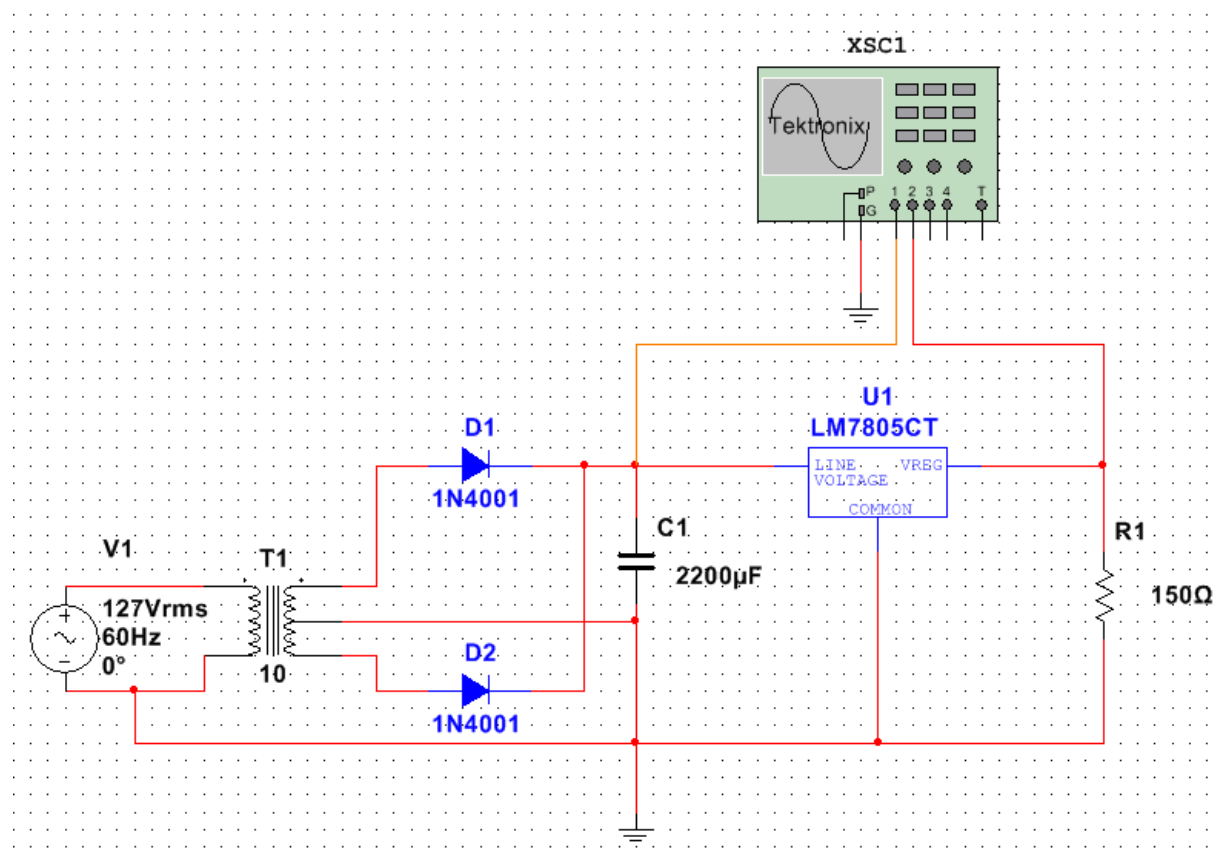 XSC1
Tektronix
P 1 2 3 4 T
G
U1
LM7805CT
LINE VREG
VOLTAGE
COMMON
D1
1N4001
C1
2200µF
R1
150Ω
V1
127Vrms
60Hz
0°
T1
10
D2
1N4001